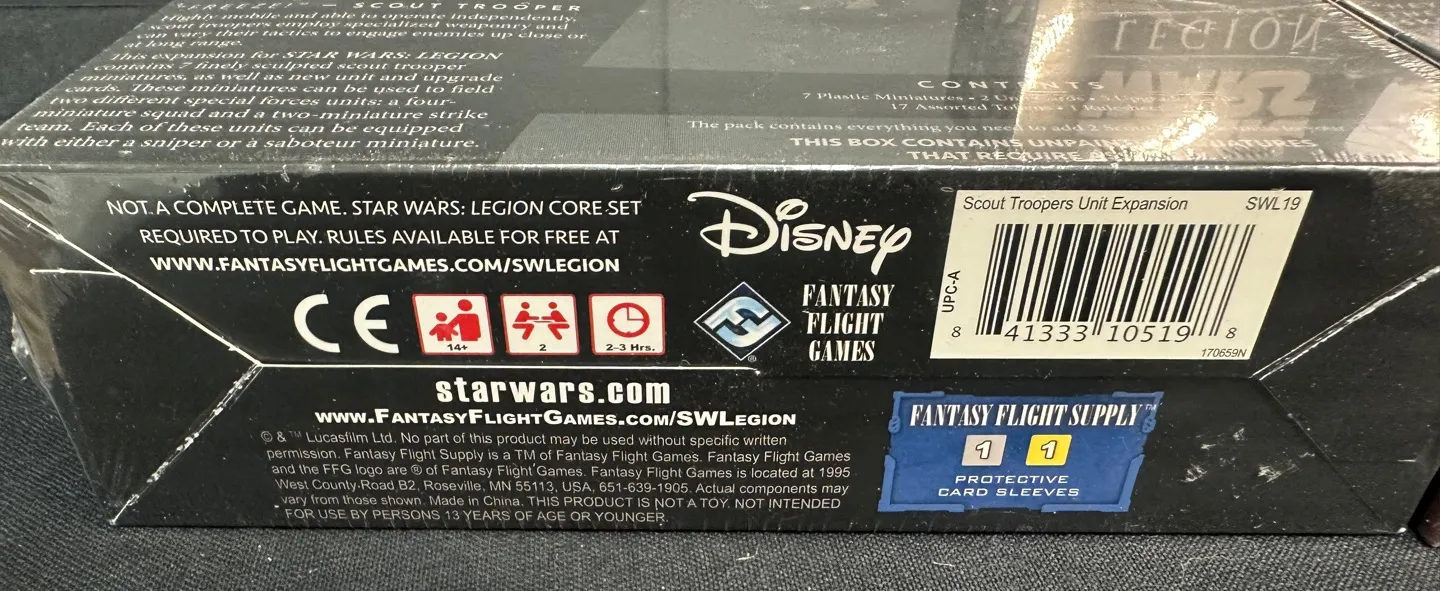 "FREEZE!" — SCOUT TROOPER
Highly mobile and able to operate independently,
scout troopers employ specialized weaponry and
can vary their tactics to engage enemies up close or
at long range.
This expansion for STAR WARS: LEGION
contains 7 finely sculpted scout trooper
miniatures, as well as new unit and upgrade
cards. These miniatures can be used to field
two different special forces units: a four-
miniature squad and a two-miniature strike
team. Each of these units can be equipped
with either a sniper or a saboteur miniature.
LEGION
CONTENTS
7 Plastic Miniatures • 2
17 Assorted
The pack contains everything you need to add 2
THIS BOX CONTAINS
THAT REQUIRE
NOT A COMPLETE GAME. STAR WARS: LEGION CORE SET
REQUIRED TO PLAY. RULES AVAILABLE FOR FREE AT
WWW.FANTASYFLIGHTGAMES.COM/SWLEGION
CE
14+
2
2-3 Hrs.
Disney
FANTASY
FLIGHT
GAMES
®
Scout Troopers Unit Expansion SWL19
UPC-A
8 41333 10519 8
170659N
starwars.com
www.FantasyFlightGames.com/SWLegion
© & ™ Lucasfilm Ltd. No part of this product may be used without specific written
permission. Fantasy Flight Supply is a TM of Fantasy Flight Games. Fantasy Flight Games
and the FFG logo are ® of Fantasy Flight Games. Fantasy Flight Games is located at 1995
West County Road B2, Roseville, MN 55113, USA, 651-639-1905. Actual components may
vary from those shown. Made in China. THIS PRODUCT IS NOT A TOY. NOT INTENDED
FOR USE BY PERSONS 13 YEARS OF AGE OR YOUNGER.
FANTASY FLIGHT SUPPLY™
1 1
PROTECTIVE
CARD SLEEVES